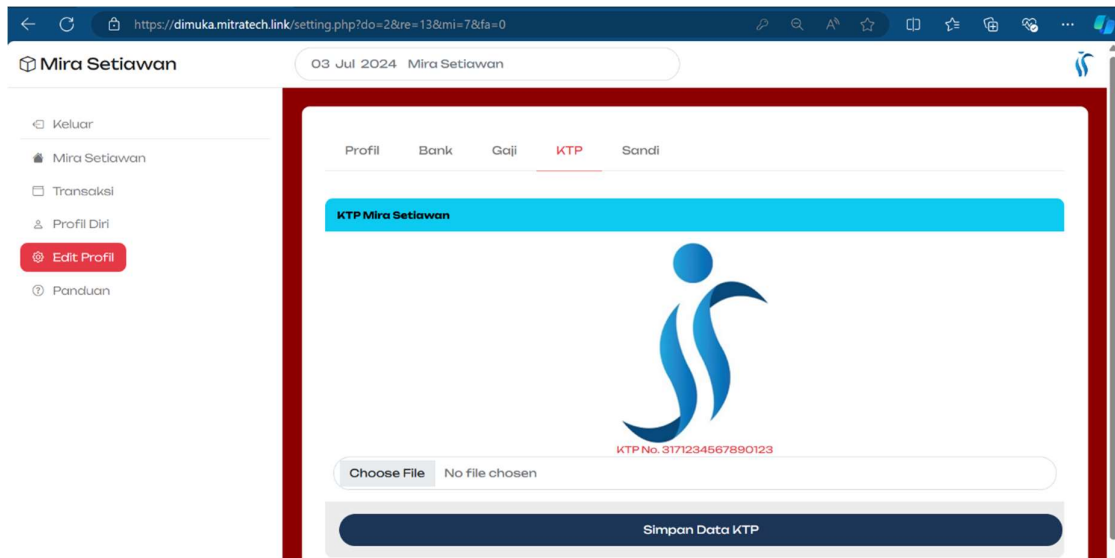 https://dimuka.mitratech.link/setting.php?do=2&re=13&mi=7&fa=0
Mira Setiawan
03 Jul 2024 Mira Setiawan
Keluar
Mira Setiawan
Transaksi
Profil Diri
Edit Profil
Panduan
Profil Bank Gaji KTP Sandi
KTP Mira Setiawan
KTP No. 3171234567890123
Choose File No file chosen
Simpan Data KTP